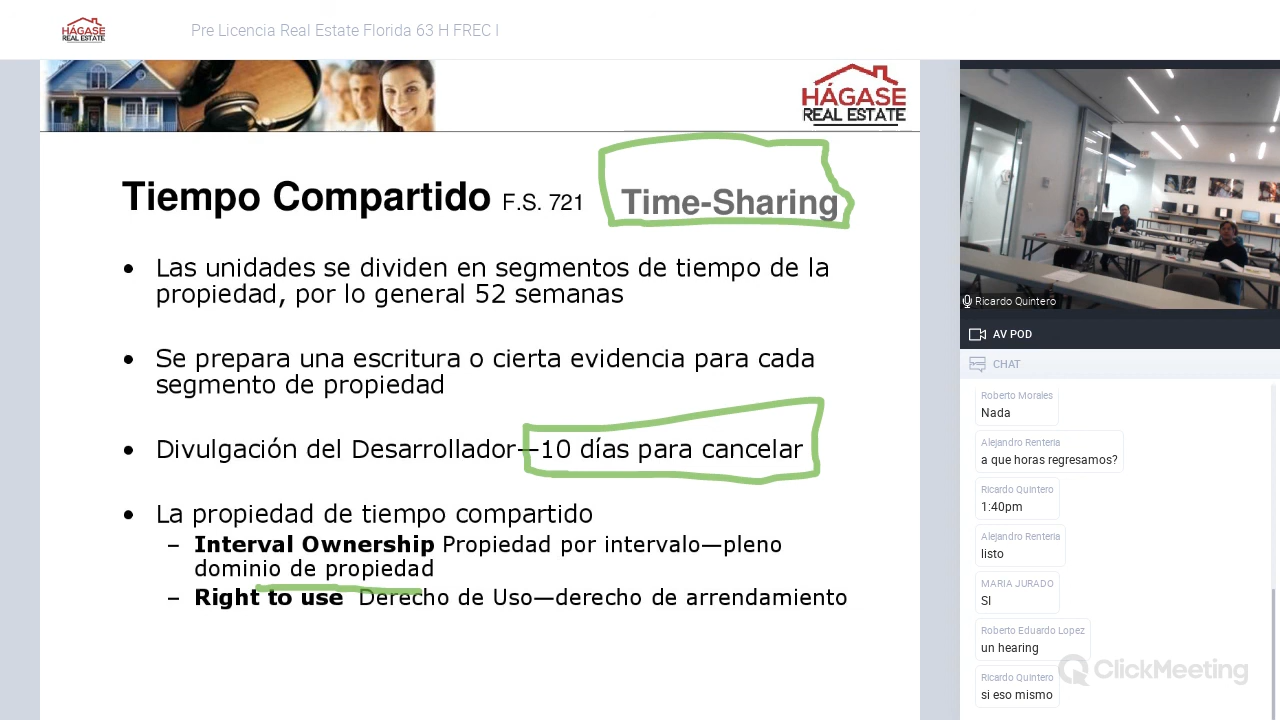 HÁGASE
REAL ESTATE
Pre Licencia Real Estate Florida 63 H FREC I
HÁGASE
REAL ESTATE
Tiempo Compartido F.S. 721 Time-Sharing
• Las unidades se dividen en segmentos de tiempo de la
propiedad, por lo general 52 semanas
• Se prepara una escritura o cierta evidencia para cada
segmento de propiedad
• Divulgación del Desarrollador—10 días para cancelar
• La propiedad de tiempo compartido
– Interval Ownership Propiedad por intervalo—pleno
dominio de propiedad
– Right to use Derecho de Uso—derecho de arrendamiento
Ricardo Quintero
AV POD
CHAT
Roberto Morales
Nada
Alejandro Renteria
a que horas regresamos?
Ricardo Quintero
1:40pm
Alejandro Renteria
listo
MARIA JURADO
SI
Roberto Eduardo Lopez
un hearing
Ricardo Quintero
si eso mismo
ClickMeeting